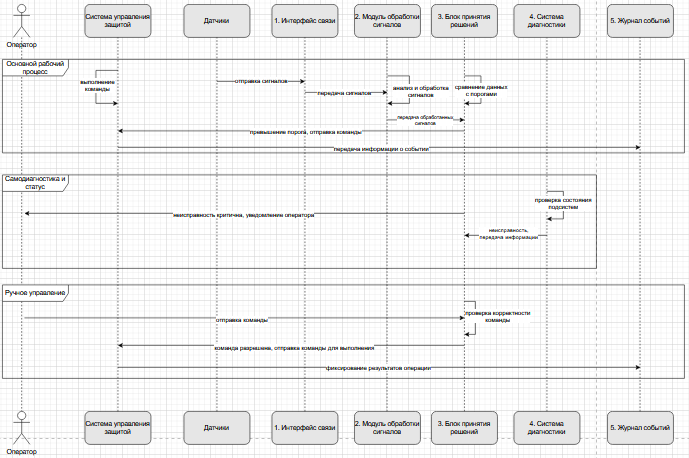 Система управления
защитой
Датчики
1. Интерфейс связи
2. Модуль обработки
сигналов
3. Блок принятия
решений
4. Система
диагностики
5. Журнал событий
Оператор
Основной рабочий
процесс
выполнение
команды
отправка сигналов
передача сигналов
анализ и обработка
сигналов
сравнение данных
с порогами
передача обработанных
сигналов
превышение порога, отправка команды
передача информации о событии
Самодиагностика и
статус
проверка состояния
подсистем
неисправность критична, уведомление оператора
неисправность,
передача информации
Ручное управление
отправка команды
проверка корректности
команды
команда разрешена, отправка команды для выполнения
фиксирование результатов операции
Система управления
защитой
Датчики
1. Интерфейс связи
2. Модуль обработки
сигналов
3. Блок принятия
решений
4. Система
диагностики
5. Журнал событий
Оператор